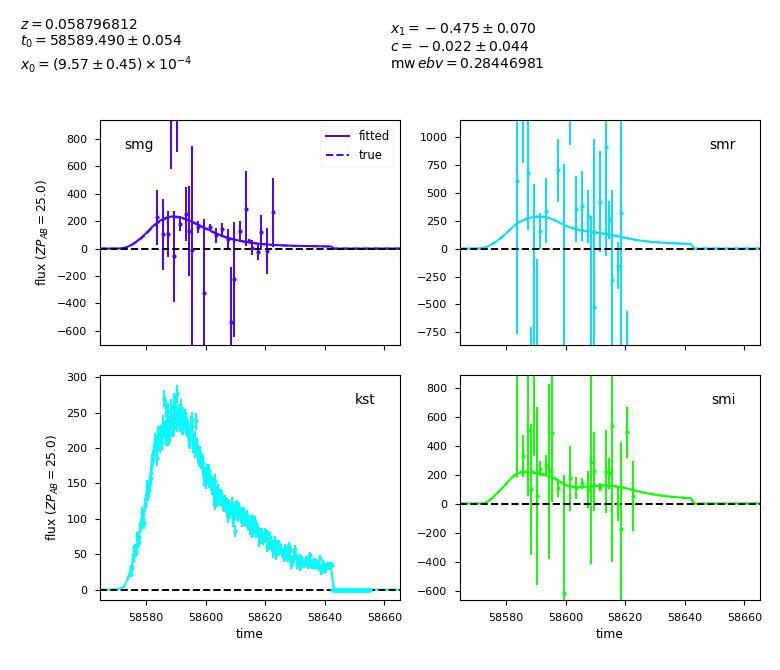 z = 0.058796812
t₀ = 58589.490 ± 0.054
x₀ = (9.57 ± 0.45) × 10⁻⁴
x₁ = −0.475 ± 0.070
c = −0.022 ± 0.044
mw ebv = 0.28446981
smg
fitted
true
800
600
400
200
0
−200
−400
−600
flux (ZP_AB = 25.0)
smr
1000
750
500
250
0
−250
−500
−750
kst
300
250
200
150
100
50
0
flux (ZP_AB = 25.0)
58580 58600 58620 58640 58660
time
smi
800
600
400
200
0
−200
−400
−600
58580 58600 58620 58640 58660
time